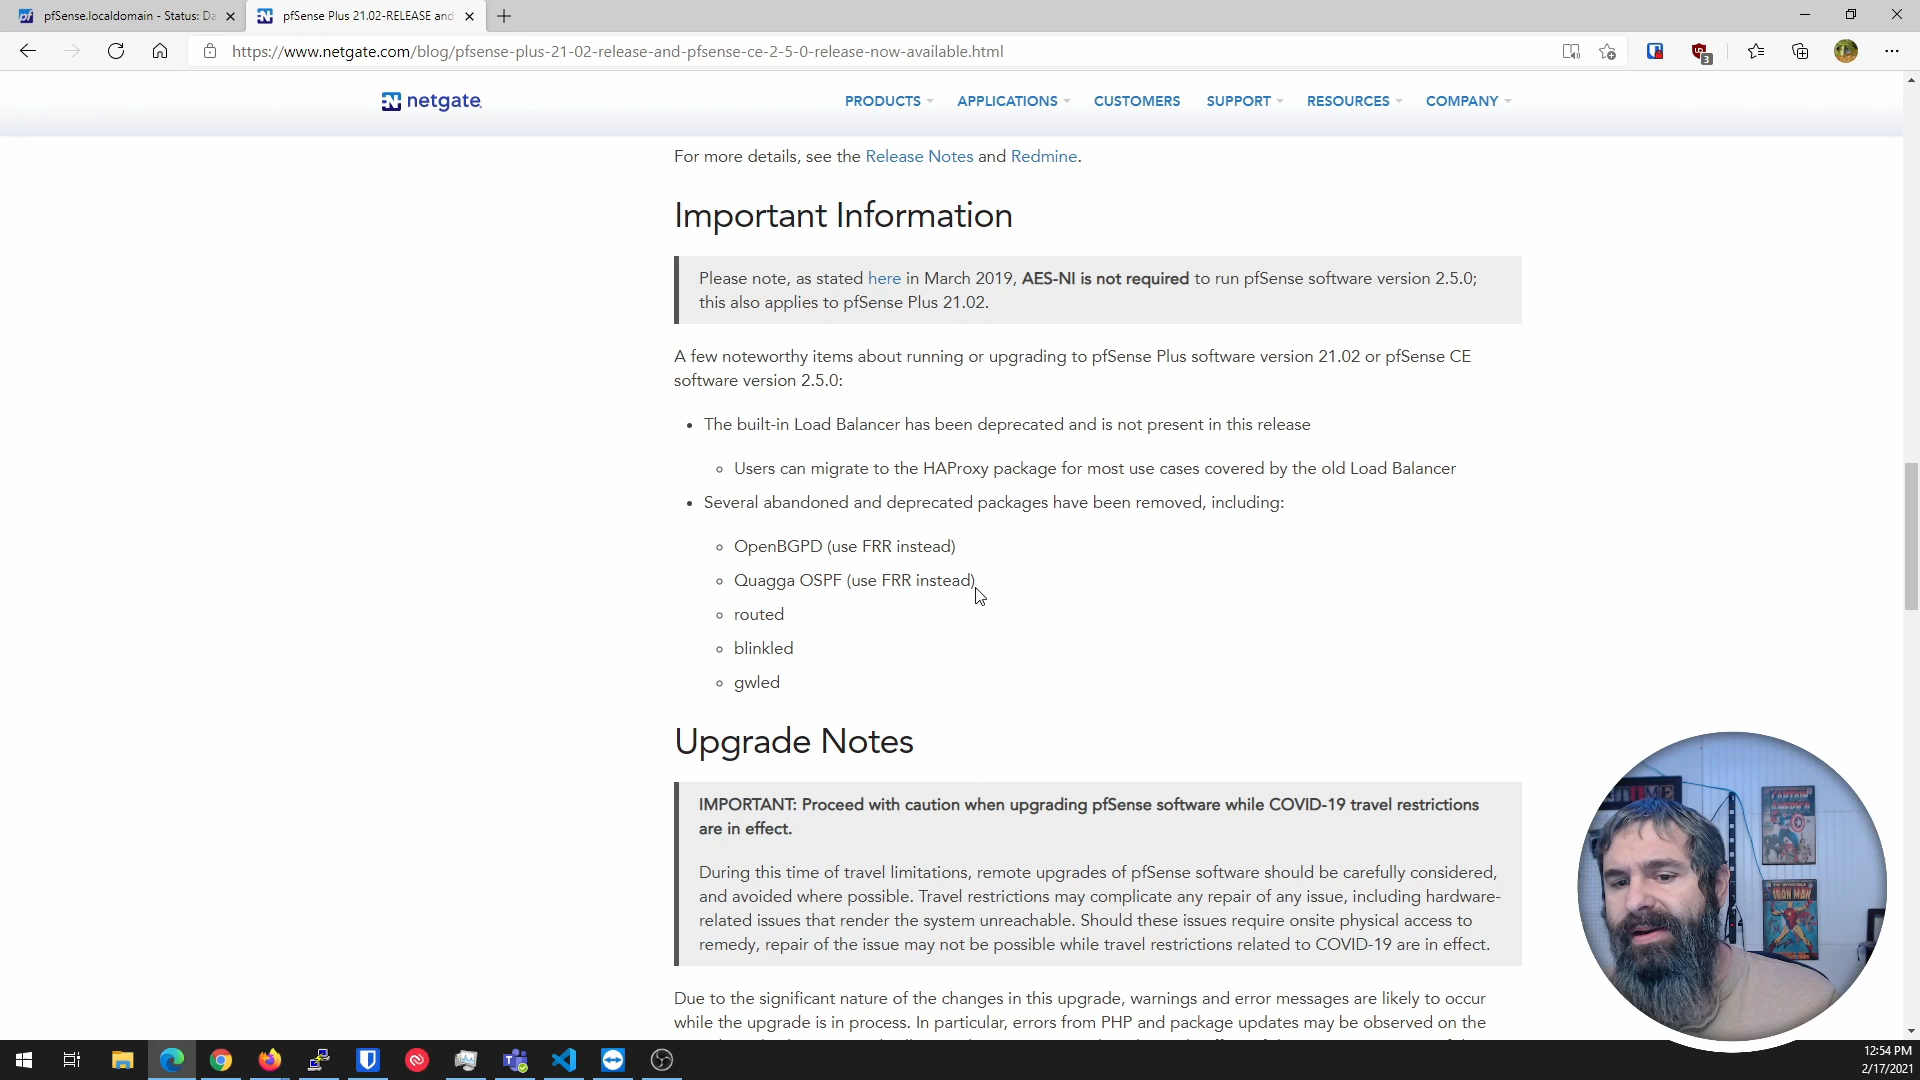 pfSense.localdomain - Status: Da
pfSense Plus 21.02-RELEASE and
https://www.netgate.com/blog/pfsense-plus-21-02-release-and-pfsense-ce-2-5-0-release-now-available.html
3
netgate
PRODUCTS APPLICATIONS CUSTOMERS SUPPORT RESOURCES COMPANY
For more details, see the Release Notes and Redmine.
Important Information
Please note, as stated here in March 2019, AES-NI is not required to run pfSense software version 2.5.0;
this also applies to pfSense Plus 21.02.
A few noteworthy items about running or upgrading to pfSense Plus software version 21.02 or pfSense CE
software version 2.5.0:
• The built-in Load Balancer has been deprecated and is not present in this release
◦ Users can migrate to the HAProxy package for most use cases covered by the old Load Balancer
• Several abandoned and deprecated packages have been removed, including:
◦ OpenBGPD (use FRR instead)
◦ Quagga OSPF (use FRR instead)
◦ routed
◦ blinkled
◦ gwled
Upgrade Notes
IMPORTANT: Proceed with caution when upgrading pfSense software while COVID-19 travel restrictions
are in effect.
During this time of travel limitations, remote upgrades of pfSense software should be carefully considered,
and avoided where possible. Travel restrictions may complicate any repair of any issue, including hardware-
related issues that render the system unreachable. Should these issues require onsite physical access to
remedy, repair of the issue may not be possible while travel restrictions related to COVID-19 are in effect.
Due to the significant nature of the changes in this upgrade, warnings and error messages are likely to occur
while the upgrade is in process. In particular, errors from PHP and package updates may be observed on the
CAPTAIN AMERICA
IRON MAN
12:54 PM
2/17/2021